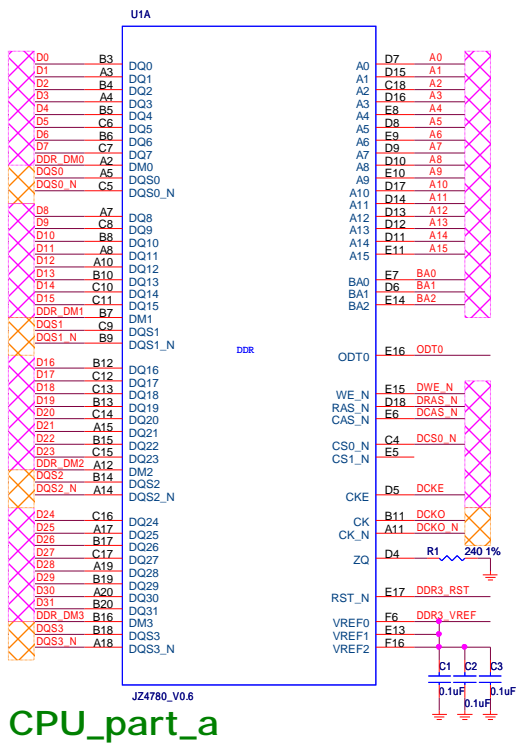 U1A
D0 B3 DQ0 A0 D7 A0
D1 A3 DQ1 A1 D15 A1
D2 B4 DQ2 A2 C18 A2
D3 A4 DQ3 A3 D16 A3
D4 B5 DQ4 A4 E8 A4
D5 C6 DQ5 A5 D8 A5
D6 B6 DQ6 A6 E9 A6
D7 C7 DQ7 A7 D9 A7
DDR_DM0 A2 DM0 A8 D10 A8
DQS0 A5 DQS0 A9 E10 A9
DQS0_N C5 DQS0_N A10 D17 A10
A11 D14 A11
D8 A7 DQ8 A12 D13 A12
D9 C8 DQ9 A13 D12 A13
D10 B8 DQ10 A14 D11 A14
D11 A8 DQ11 A15 E11 A15
D12 A10 DQ12
D13 B10 DQ13 BA0 E7 BA0
D14 C10 DQ14 BA1 D6 BA1
D15 C11 DQ15 BA2 E14 BA2
DDR_DM1 B7 DM1
DQS1 C9 DQS1
DQS1_N B9 DQS1_N
DDR
ODT0 E16 ODT0
D16 B12 DQ16
D17 C12 DQ17
D18 C13 DQ18 WE_N E15 DWE_N
D19 B13 DQ19 RAS_N D18 DRAS_N
D20 C14 DQ20 CAS_N E6 DCAS_N
D21 A15 DQ21
D22 B15 DQ22 CS0_N C4 DCS0_N
D23 C15 DQ23 CS1_N E5
DDR_DM2 A12 DM2
DQS2 B14 DQS2
DQS2_N A14 DQS2_N CKE D5 DCKE
D24 C16 DQ24 CK B11 DCKO
D25 A17 DQ25 CK_N A11 DCKO_N
D26 B17 DQ26
D27 C17 DQ27 ZQ D4 R1 240 1%
D28 A19 DQ28
D29 B19 DQ29
D30 A20 DQ30 RST_N E17 DDR3_RST
D31 B20 DQ31
DDR_DM3 B16 DM3 VREF0 F6 DDR3_VREF
DQS3 B18 DQS3 VREF1 E13
DQS3_N A18 DQS3_N VREF2 F16
C1 C2 C3
0.1uF 0.1uF 0.1uF
JZ4780_V0.6
CPU_part_a